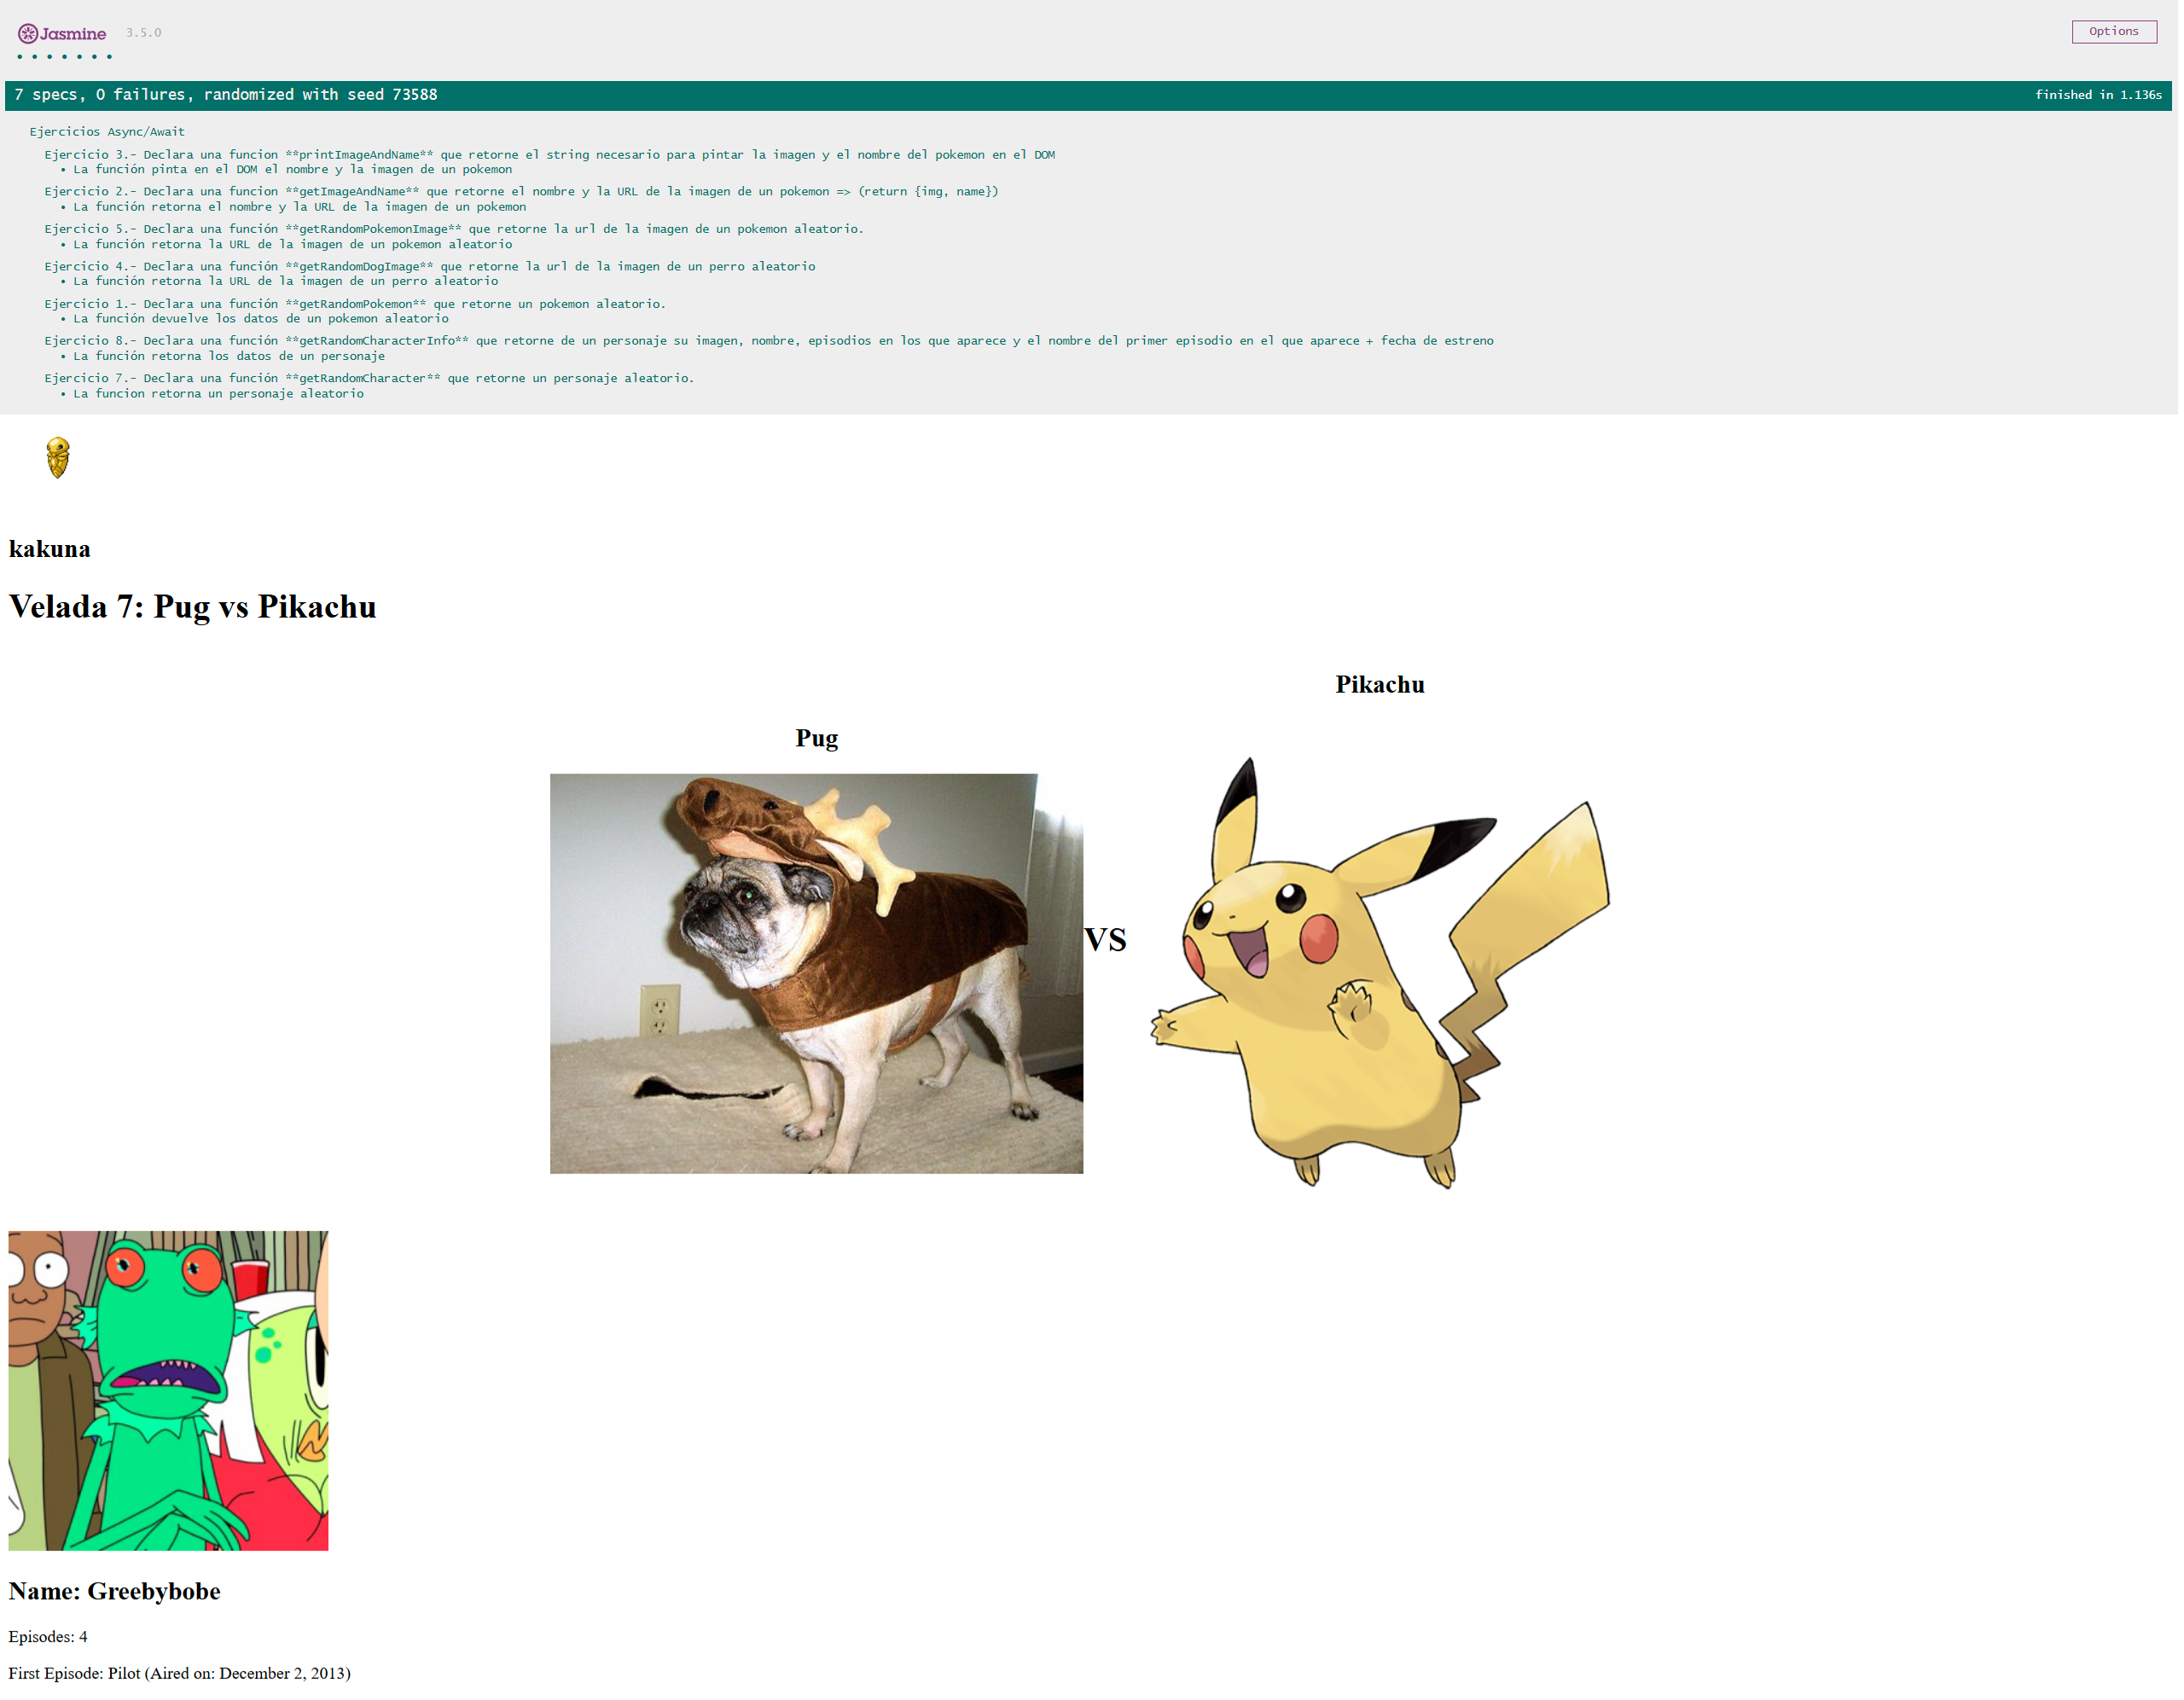 Jasmine 3.5.0
Options
7 specs, 0 failures, randomized with seed 73588
finished in 1.136s
Ejercicios Async/Await
Ejercicio 3.- Declara una funcion **printImageAndName** que retorne el string necesario para pintar la imagen y el nombre del pokemon en el DOM
• La función pinta en el DOM el nombre y la imagen de un pokemon
Ejercicio 2.- Declara una funcion **getImageAndName** que retorne el nombre y la URL de la imagen de un pokemon => (return {img, name})
• La función retorna el nombre y la URL de la imagen de un pokemon
Ejercicio 5.- Declara una función **getRandomPokemonImage** que retorne la url de la imagen de un pokemon aleatorio.
• La función retorna la URL de la imagen de un pokemon aleatorio
Ejercicio 4.- Declara una función **getRandomDogImage** que retorne la url de la imagen de un perro aleatorio
• La función retorna la URL de la imagen de un perro aleatorio
Ejercicio 1.- Declara una función **getRandomPokemon** que retorne un pokemon aleatorio.
• La función devuelve los datos de un pokemon aleatorio
Ejercicio 8.- Declara una función **getRandomCharacterInfo** que retorne de un personaje su imagen, nombre, episodios en los que aparece y el nombre del primer episodio en el que aparece + fecha de estreno
• La función retorna los datos de un personaje
Ejercicio 7.- Declara una función **getRandomCharacter** que retorne un personaje aleatorio.
• La funcion retorna un personaje aleatorio
kakuna
Velada 7: Pug vs Pikachu
Pug
VS
Pikachu
Name: Greebybobe
Episodes: 4
First Episode: Pilot (Aired on: December 2, 2013)